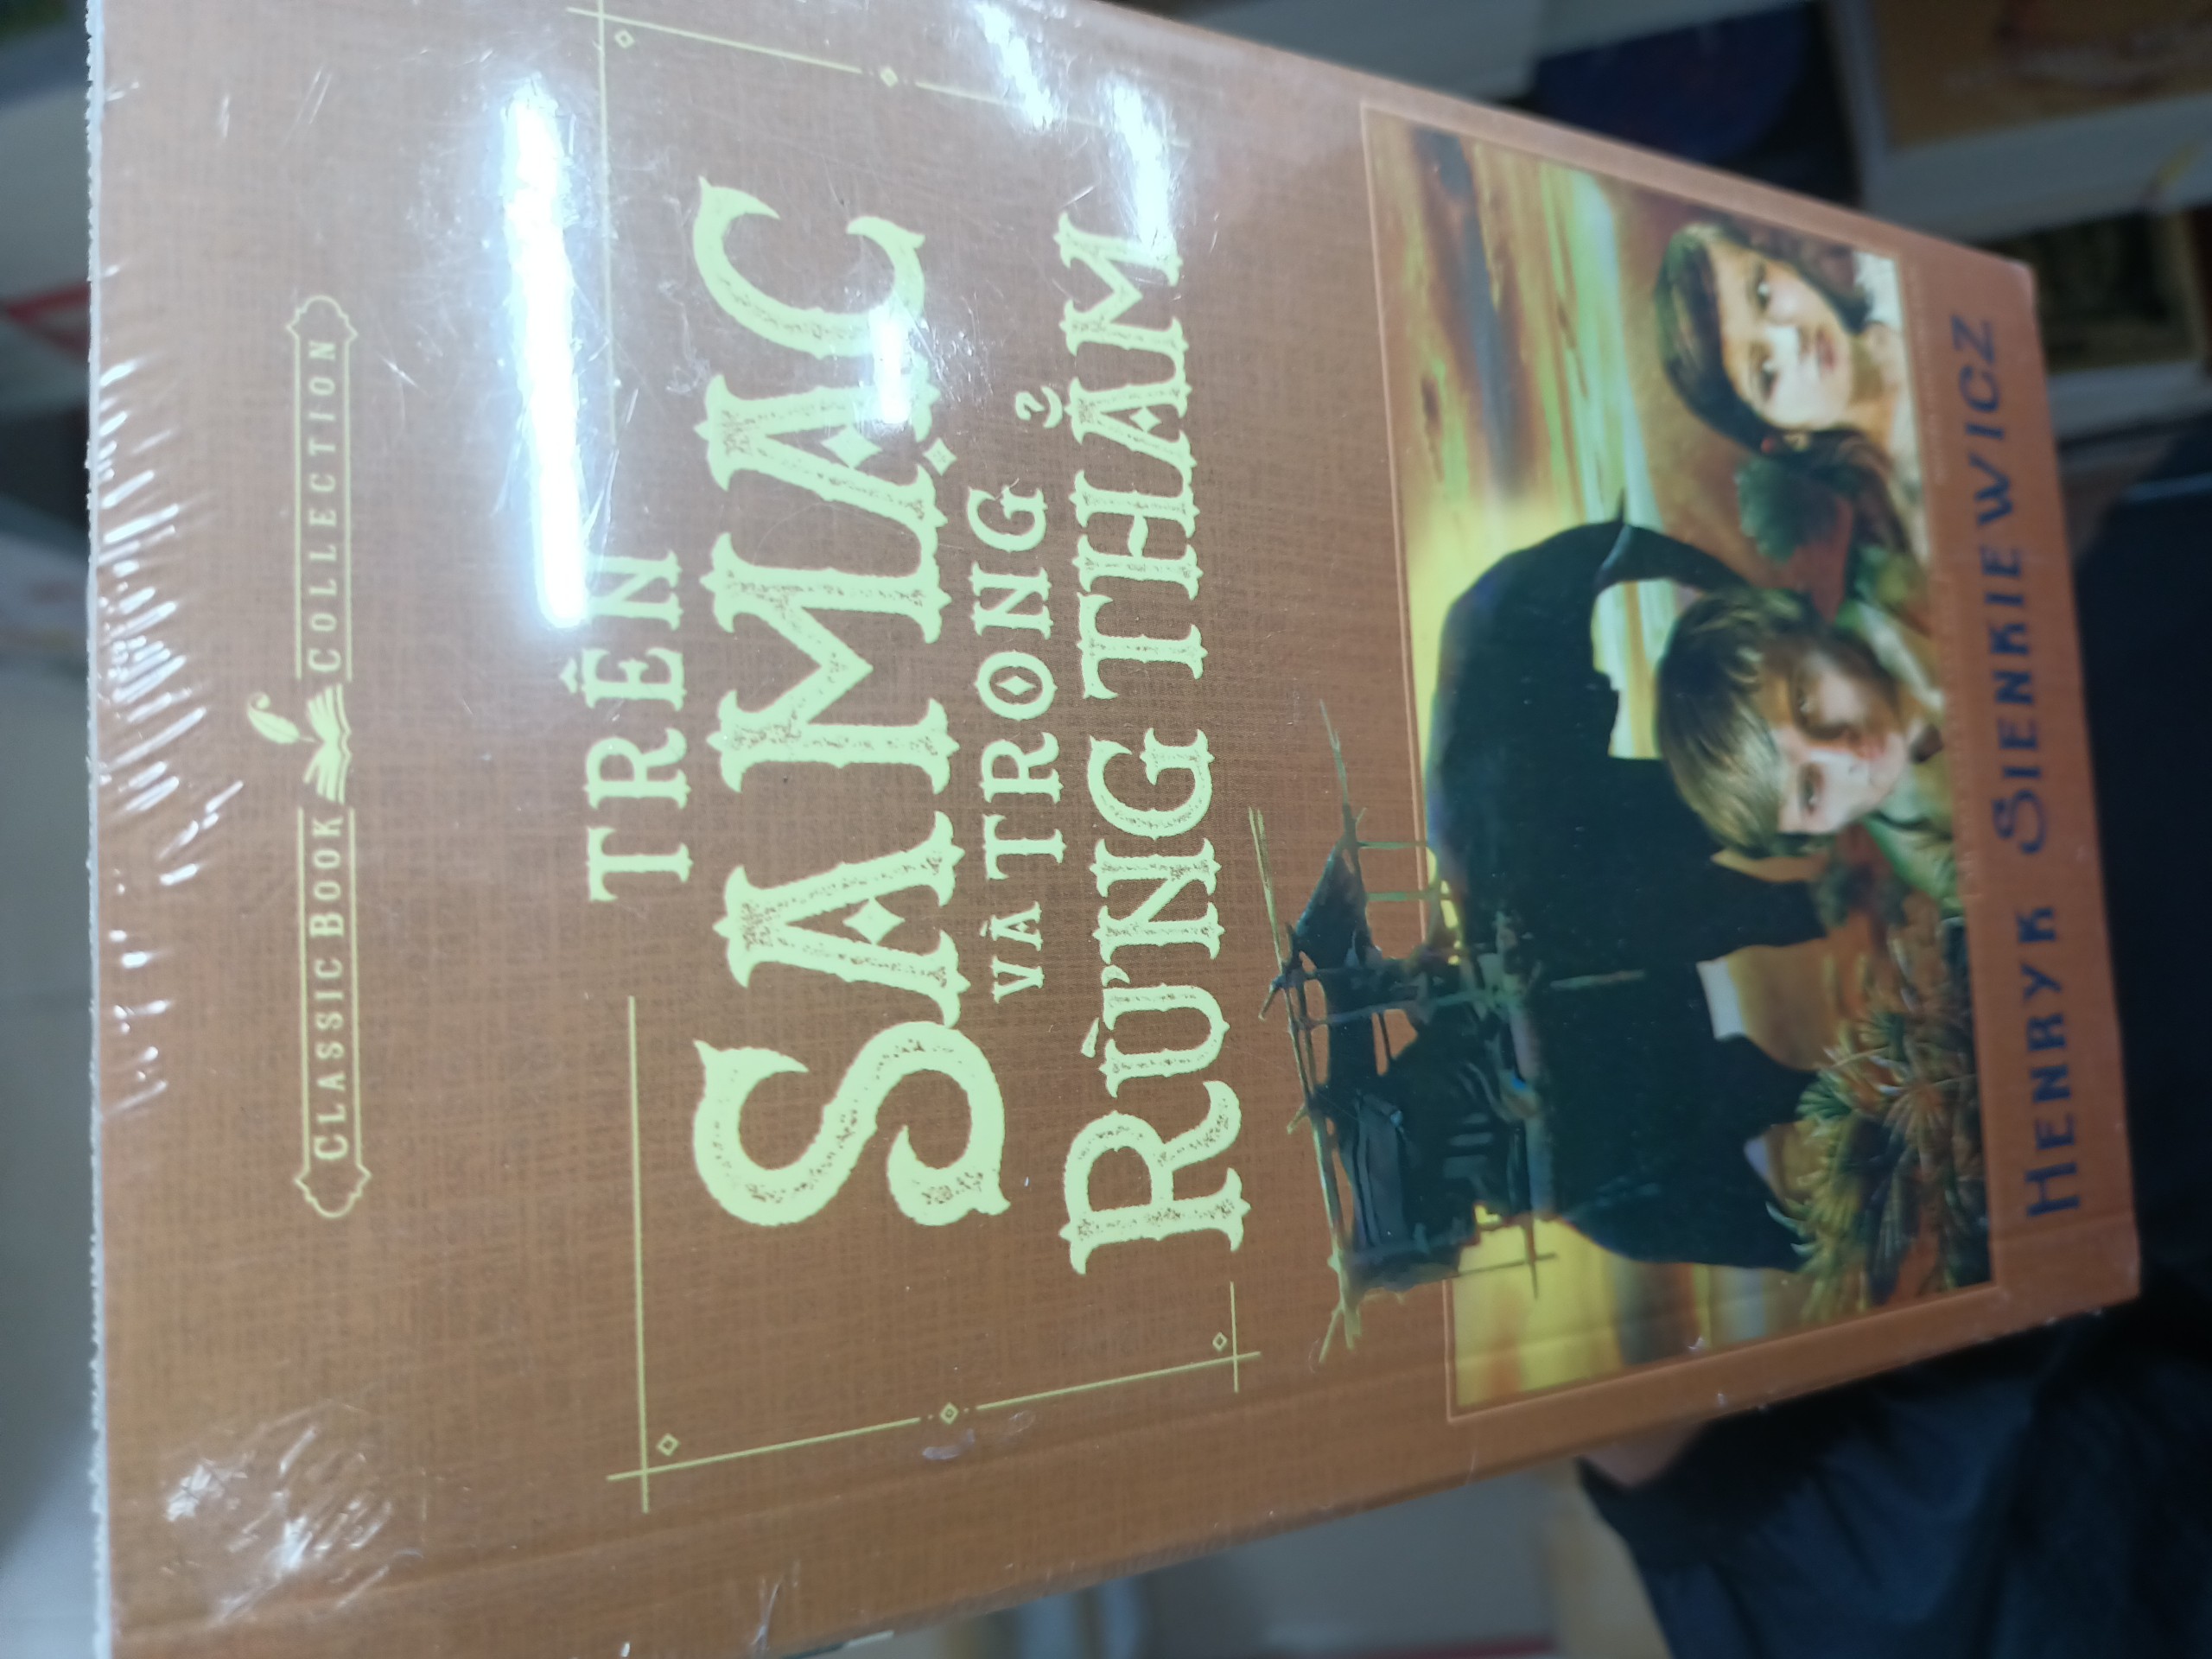 CLASSIC BOOK COLLECTION
TRÊN
SA MẠC
VÀ TRONG
RỪNG THẲM
HENRYK SIENKIEWICZ